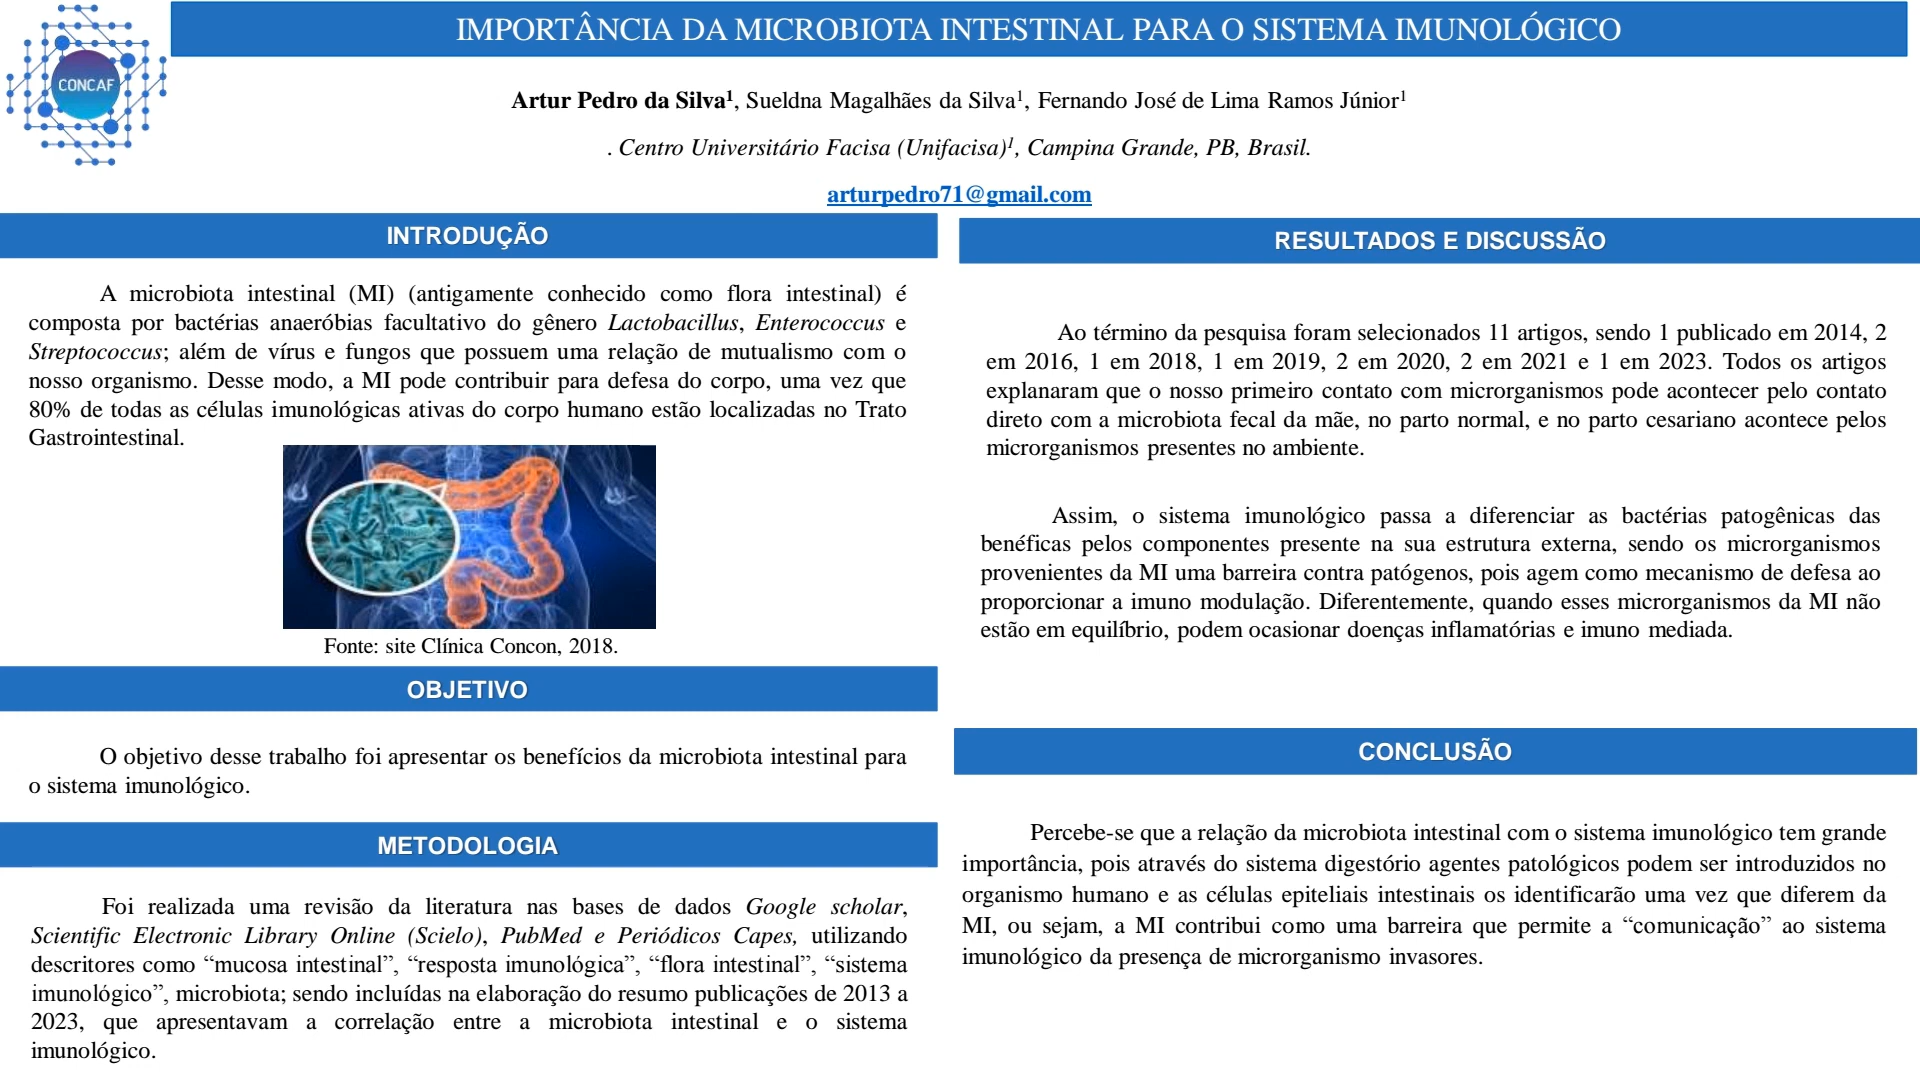 IMPORTÂNCIA DA MICROBIOTA INTESTINAL PARA O SISTEMA IMUNOLÓGICO
CONCAF
Artur Pedro da Silva¹, Sueldna Magalhães da Silva¹, Fernando José de Lima Ramos Júnior¹
. Centro Universitário Facisa (Unifacisa)¹, Campina Grande, PB, Brasil.
arturpedro71@gmail.com
INTRODUÇÃO
A microbiota intestinal (MI) (antigamente conhecido como flora intestinal) é
composta por bactérias anaeróbias facultativo do gênero Lactobacillus, Enterococcus e
Streptococcus; além de vírus e fungos que possuem uma relação de mutualismo com o
nosso organismo. Desse modo, a MI pode contribuir para defesa do corpo, uma vez que
80% de todas as células imunológicas ativas do corpo humano estão localizadas no Trato
Gastrointestinal.
Fonte: site Clínica Concon, 2018.
OBJETIVO
O objetivo desse trabalho foi apresentar os benefícios da microbiota intestinal para
o sistema imunológico.
METODOLOGIA
Foi realizada uma revisão da literatura nas bases de dados Google scholar,
Scientific Electronic Library Online (Scielo), PubMed e Periódicos Capes, utilizando
descritores como “mucosa intestinal”, “resposta imunológica”, “flora intestinal”, “sistema
imunológico”, microbiota; sendo incluídas na elaboração do resumo publicações de 2013 a
2023, que apresentavam a correlação entre a microbiota intestinal e o sistema
imunológico.
RESULTADOS E DISCUSSÃO
Ao término da pesquisa foram selecionados 11 artigos, sendo 1 publicado em 2014, 2
em 2016, 1 em 2018, 1 em 2019, 2 em 2020, 2 em 2021 e 1 em 2023. Todos os artigos
explanaram que o nosso primeiro contato com microrganismos pode acontecer pelo contato
direto com a microbiota fecal da mãe, no parto normal, e no parto cesariano acontece pelos
microrganismos presentes no ambiente.
Assim, o sistema imunológico passa a diferenciar as bactérias patogênicas das
benéficas pelos componentes presente na sua estrutura externa, sendo os microrganismos
provenientes da MI uma barreira contra patógenos, pois agem como mecanismo de defesa ao
proporcionar a imuno modulação. Diferentemente, quando esses microrganismos da MI não
estão em equilíbrio, podem ocasionar doenças inflamatórias e imuno mediada.
CONCLUSÃO
Percebe-se que a relação da microbiota intestinal com o sistema imunológico tem grande
importância, pois através do sistema digestório agentes patológicos podem ser introduzidos no
organismo humano e as células epiteliais intestinais os identificarão uma vez que diferem da
MI, ou sejam, a MI contribui como uma barreira que permite a “comunicação” ao sistema
imunológico da presença de microrganismo invasores.